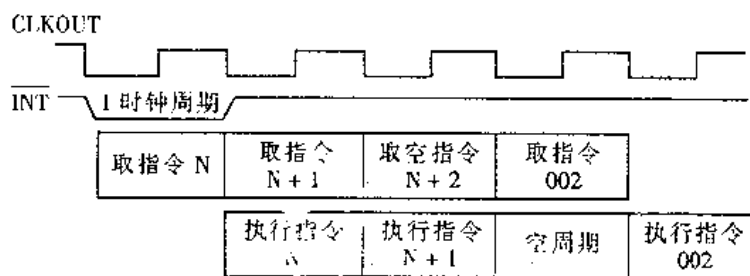 CLKOUT
INT
1时钟周期
取指令 N
取指令
N + 1
取空指令
N + 2
取指令
002
执行指令
N
执行指令
N + 1
空周期
执行指令
002